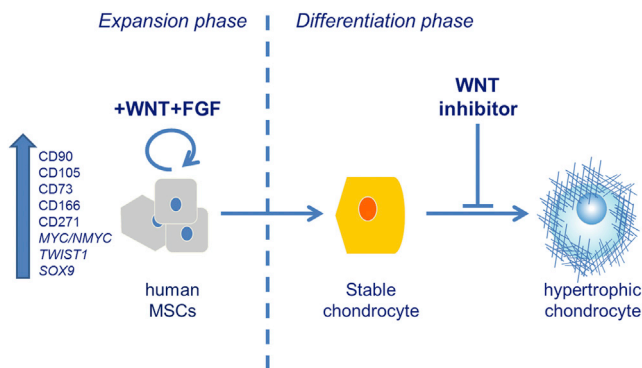 Expansion phase
Differentiation phase
+WNT+FGF
WNT
inhibitor
CD90
CD105
CD73
CD166
CD271
MYC/NMYC
TWIST1
SOX9
human
MSCs
Stable
chondrocyte
hypertrophic
chondrocyte